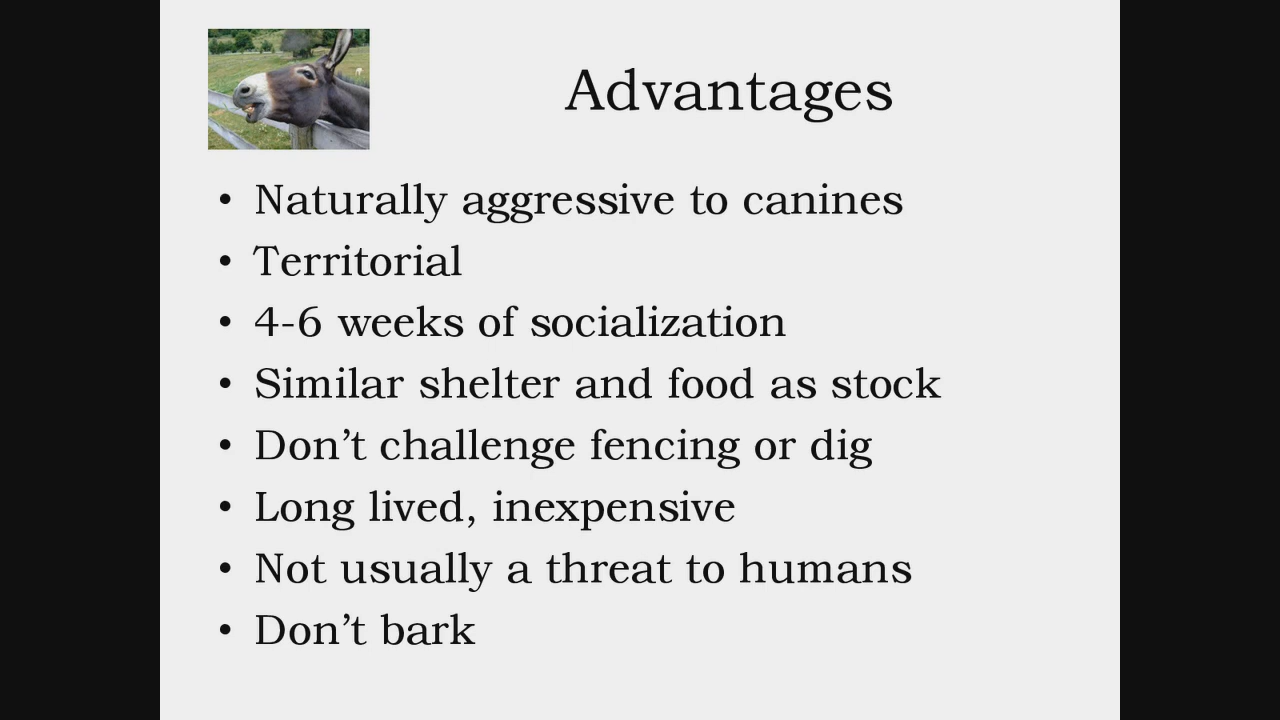 Advantages
• Naturally aggressive to canines
• Territorial
• 4-6 weeks of socialization
• Similar shelter and food as stock
• Don’t challenge fencing or dig
• Long lived, inexpensive
• Not usually a threat to humans
• Don’t bark